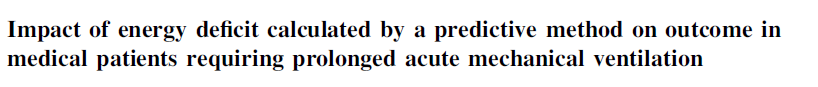 Impact of energy deficit calculated by a predictive method on outcome in
medical patients requiring prolonged acute mechanical ventilation